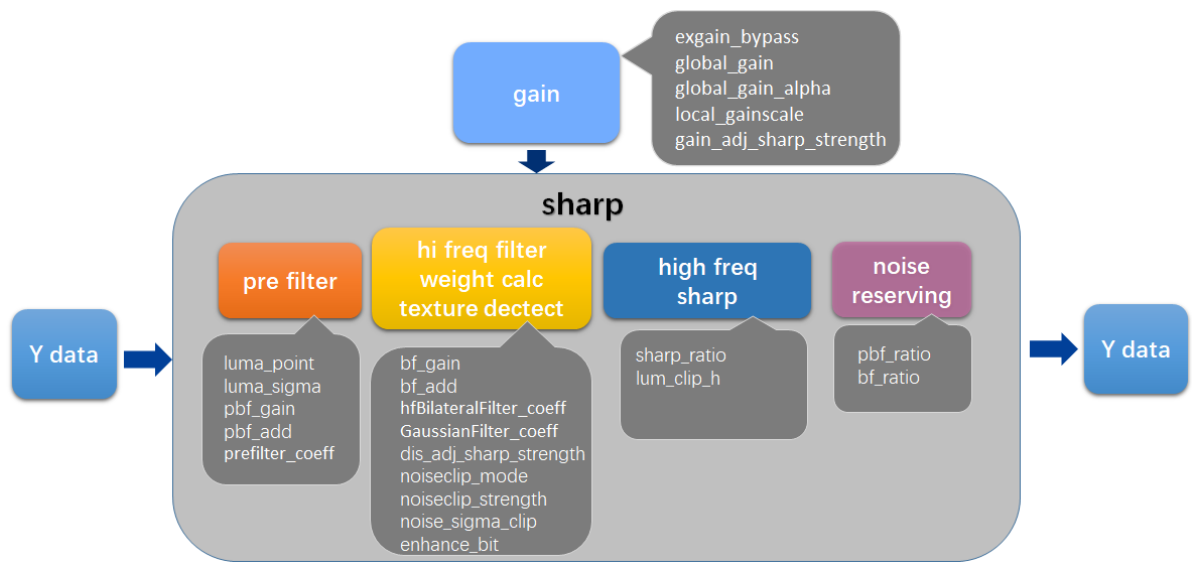 gain
exgain_bypass
global_gain
global_gain_alpha
local_gainscale
gain_adj_sharp_strength
sharp
Y data
pre filter
luma_point
luma_sigma
pbf_gain
pbf_add
prefilter_coeff
hi freq filter
weight calc
texture dectect
bf_gain
bf_add
hfBilateralFilter_coeff
GaussianFilter_coeff
dis_adj_sharp_strength
noiseclip_mode
noiseclip_strength
noise_sigma_clip
enhance_bit
high freq
sharp
sharp_ratio
lum_clip_h
noise
reserving
pbf_ratio
bf_ratio
Y data